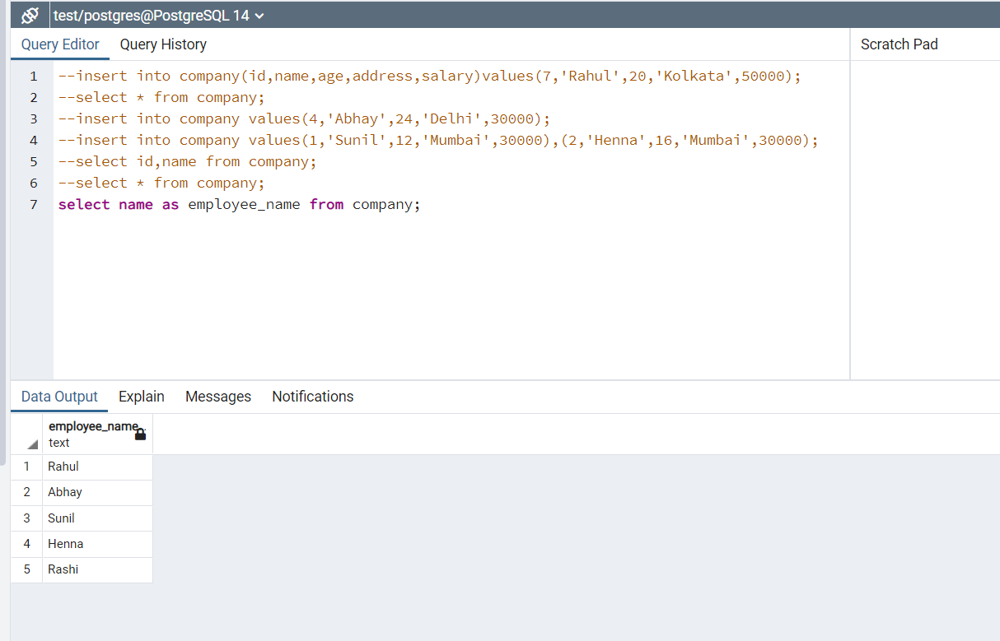 test/postgres@PostgreSQL 14
Query Editor Query History Scratch Pad
1 --insert into company(id,name,age,address,salary)values(7,'Rahul',20,'Kolkata',50000);
2 --select * from company;
3 --insert into company values(4,'Abhay',24,'Delhi',30000);
4 --insert into company values(1,'Sunil',12,'Mumbai',30000),(2,'Henna',16,'Mumbai',30000);
5 --select id,name from company;
6 --select * from company;
7 select name as employee_name from company;
Data Output Explain Messages Notifications
employee_name
text
1 Rahul
2 Abhay
3 Sunil
4 Henna
5 Rashi